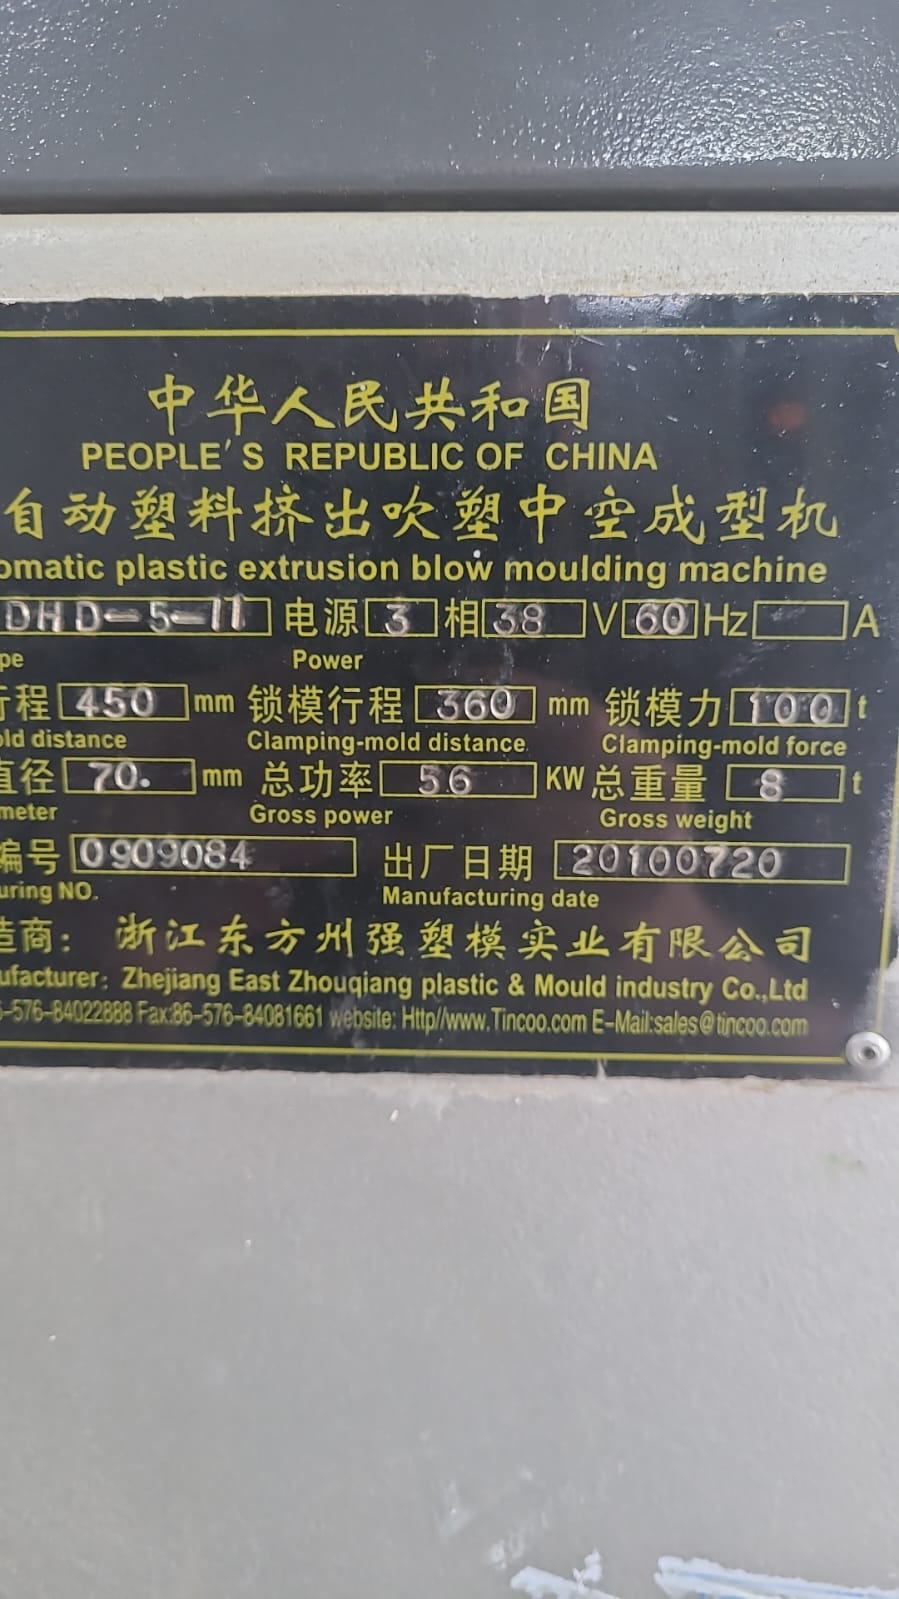 中华人民共和国
PEOPLE'S REPUBLIC OF CHINA
自动塑料挤出吹塑中空成型机
omatic plastic extrusion blow moulding machine
DHD-5-11 电源 3 相 38 V 60 Hz A
pe Power
行程 450 mm 锁模行程 360 mm 锁模力 100 t
ld distance Clamping-mold distance Clamping-mold force
直径 70. mm 总功率 56 KW 总重量 8 t
meter Gross power Gross weight
编号 0909084 出厂日期 20100720
uring NO. Manufacturing date
造商: 浙江东方州强塑模实业有限公司
ufacturer: Zhejiang East Zhouqiang plastic & Mould industry Co.,Ltd
6-576-84022888 Fax:86-576-84081661 website: Http//www.Tincoo.com E-Mail:sales@tincoo.com